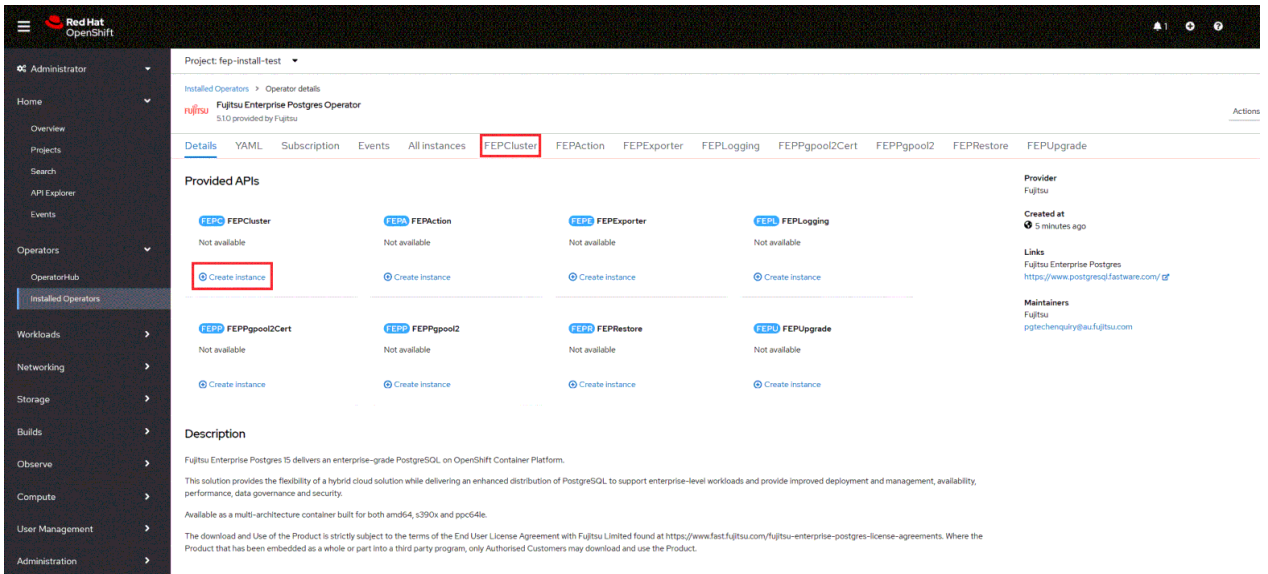 Red Hat
OpenShift
1
Administrator
Home
Overview
Projects
Search
API Explorer
Events
Operators
OperatorHub
Installed Operators
Workloads
Networking
Storage
Builds
Observe
Compute
User Management
Administration
Project: fep-install-test
Installed Operators > Operator details
FUJITSU
Fujitsu Enterprise Postgres Operator
5.1.0 provided by Fujitsu
Actions
Details YAML Subscription Events All instances FEPCluster FEPAction FEPExporter FEPLogging FEPPgpool2Cert FEPPgpool2 FEPRestore FEPUpgrade
Provided APIs
FEPC FEPCluster FEPA FEPAction FEPE FEPExporter FEPL FEPLogging
Not available Not available Not available Not available
Create instance Create instance Create instance Create instance
FEPP FEPPgpool2Cert FEPP FEPPgpool2 FEPR FEPRestore FEPU FEPUpgrade
Not available Not available Not available Not available
Create instance Create instance Create instance Create instance
Description
Fujitsu Enterprise Postgres 15 delivers an enterprise-grade PostgreSQL on OpenShift Container Platform.
This solution provides the flexibility of a hybrid cloud solution while delivering an enhanced distribution of PostgreSQL to support enterprise-level workloads and provide improved deployment and management, availability,
performance, data governance and security.
Available as a multi-architecture container built for both amd64, s390x and ppc64le.
The download and Use of the Product is strictly subject to the terms of the End User License Agreement with Fujitsu Limited found at https://www.fast.fujitsu.com/fujitsu-enterprise-postgres-license-agreements. Where the
Product that has been embedded as a whole or part into a third party program, only Authorised Customers may download and use the Product.
Provider
Fujitsu
Created at
5 minutes ago
Links
Fujitsu Enterprise Postgres
https://www.postgresql.fastware.com/
Maintainers
Fujitsu
pgtechenquiry@au.fujitsu.com